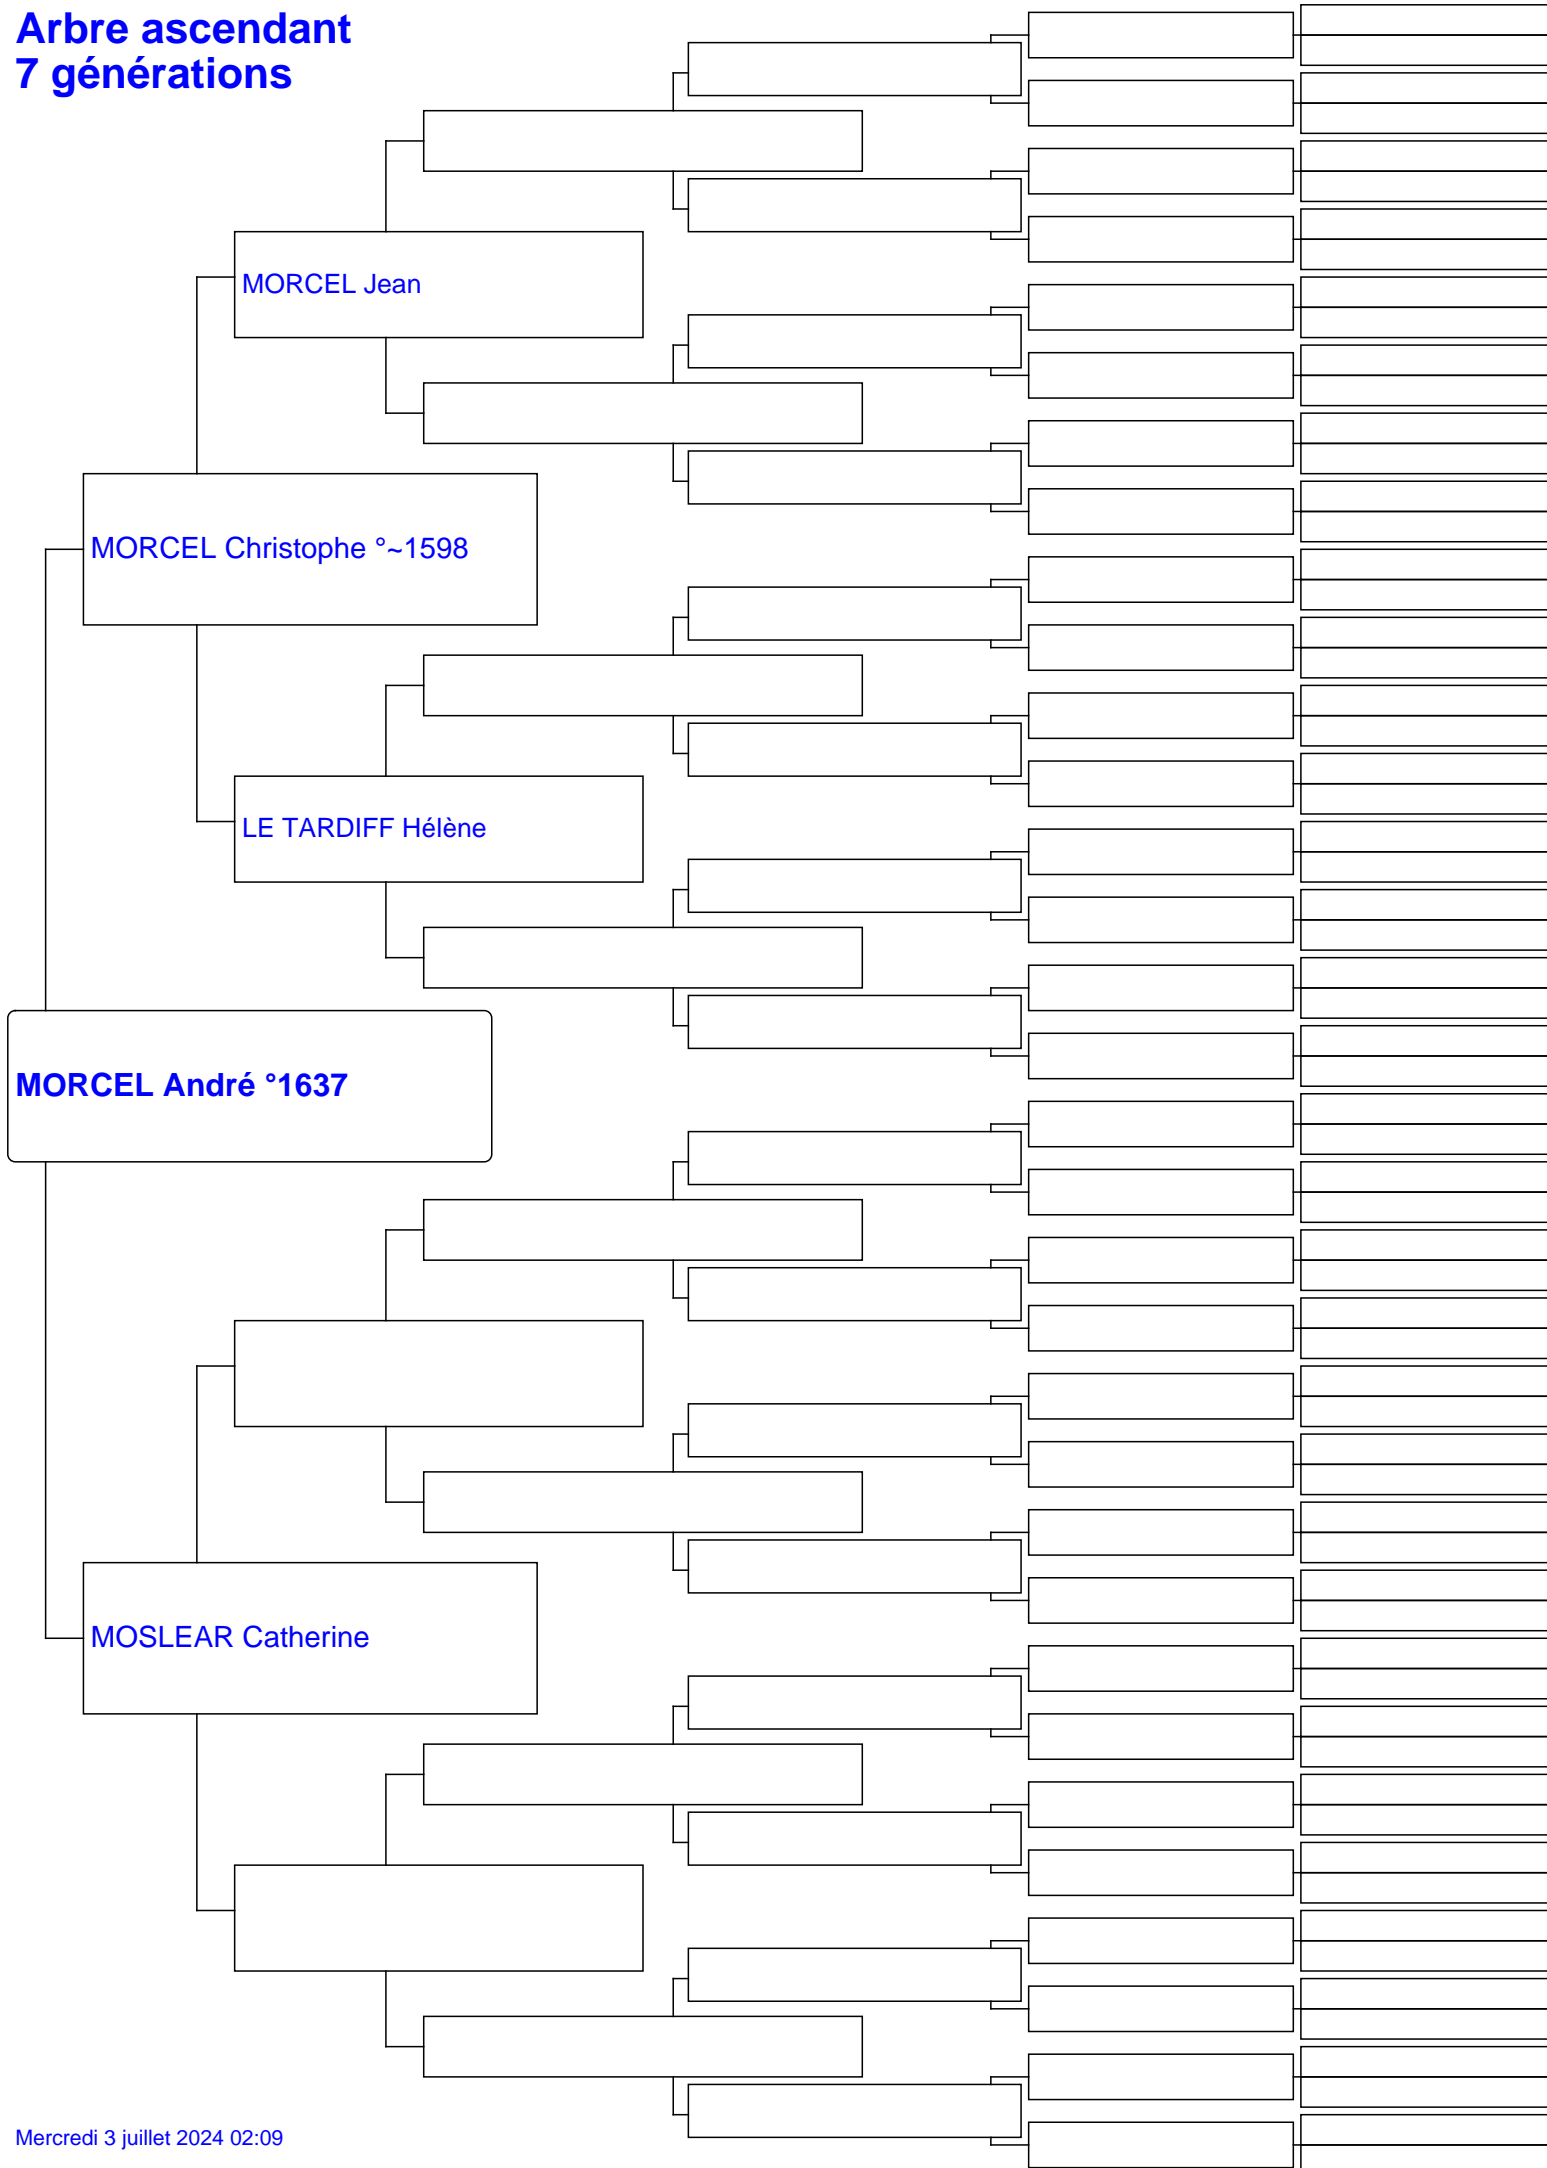 Arbre ascendant
7 générations
MORCEL Jean
MORCEL Christophe °~1598
LE TARDIFF Hélène
MORCEL André °1637
MOSLEAR Catherine
Mercredi 3 juillet 2024 02:09